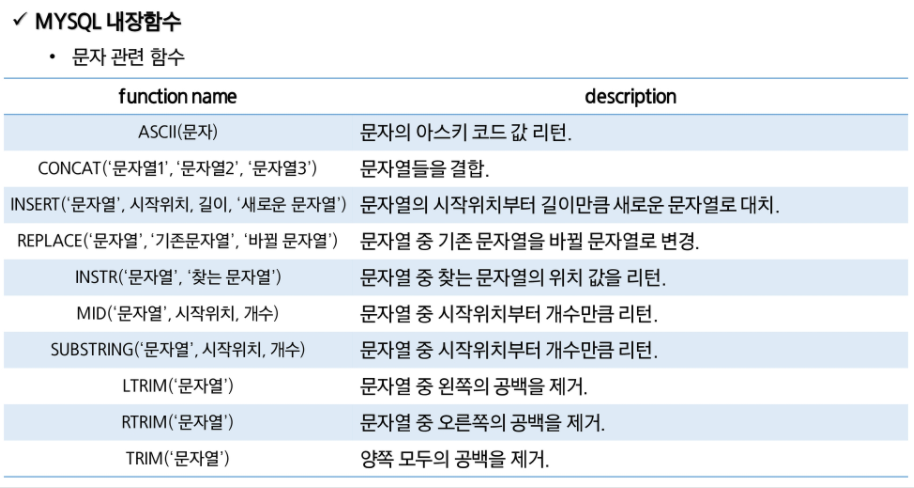 ✓ MYSQL 내장함수
• 문자 관련 함수
function name description
ASCII(문자) 문자의 아스키 코드 값 리턴.
CONCAT(‘문자열1’, ‘문자열2’, ‘문자열3’) 문자열들을 결합.
INSERT(‘문자열’, 시작위치, 길이, ‘새로운 문자열’) 문자열의 시작위치부터 길이만큼 새로운 문자열로 대치.
REPLACE(‘문자열’, ‘기존문자열’, ‘바뀔 문자열’) 문자열 중 기존 문자열을 바뀔 문자열로 변경.
INSTR(‘문자열’, ‘찾는 문자열’) 문자열 중 찾는 문자열의 위치 값을 리턴.
MID(‘문자열’, 시작위치, 개수) 문자열 중 시작위치부터 개수만큼 리턴.
SUBSTRING(‘문자열’, 시작위치, 개수) 문자열 중 시작위치부터 개수만큼 리턴.
LTRIM(‘문자열’) 문자열 중 왼쪽의 공백을 제거.
RTRIM(‘문자열’) 문자열 중 오른쪽의 공백을 제거.
TRIM(‘문자열’) 양쪽 모두의 공백을 제거.